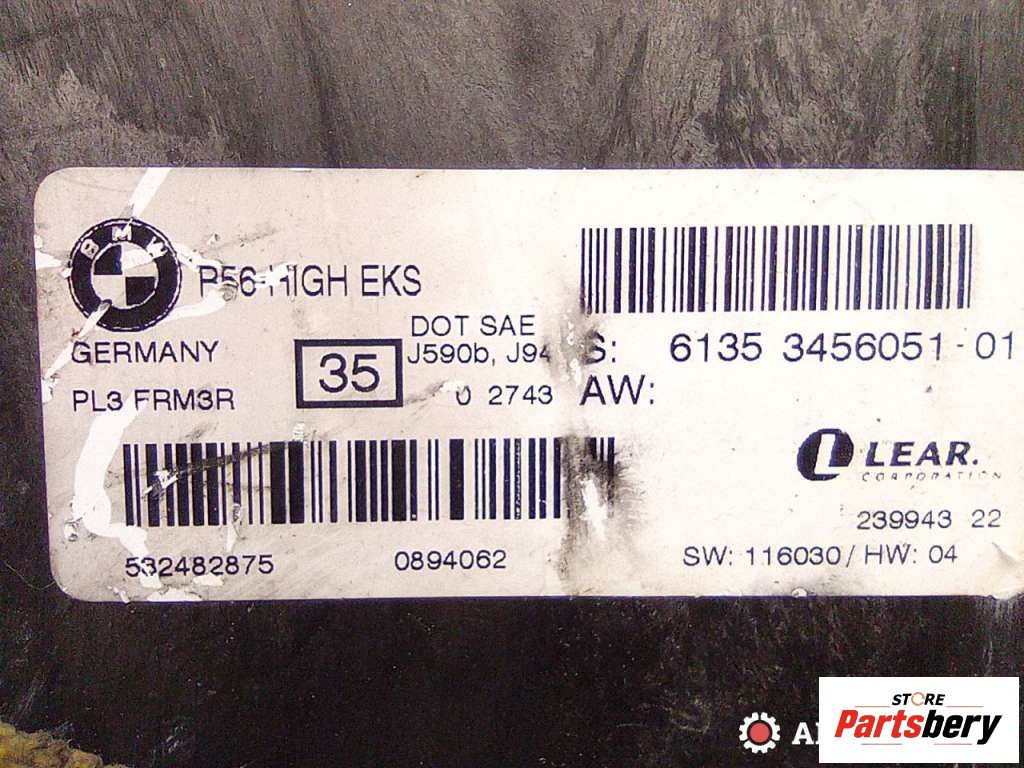 BMW
R56 HIGH EKS
GERMANY
DOT SAE
J590b, J94
PL3 FRM3R
35
0 2743
S: 6135 3456051-01
AW:
LEAR.
CORPORATION
239943 22
532482875
0894062
SW: 116030 / HW: 04
STORE
Partsbery